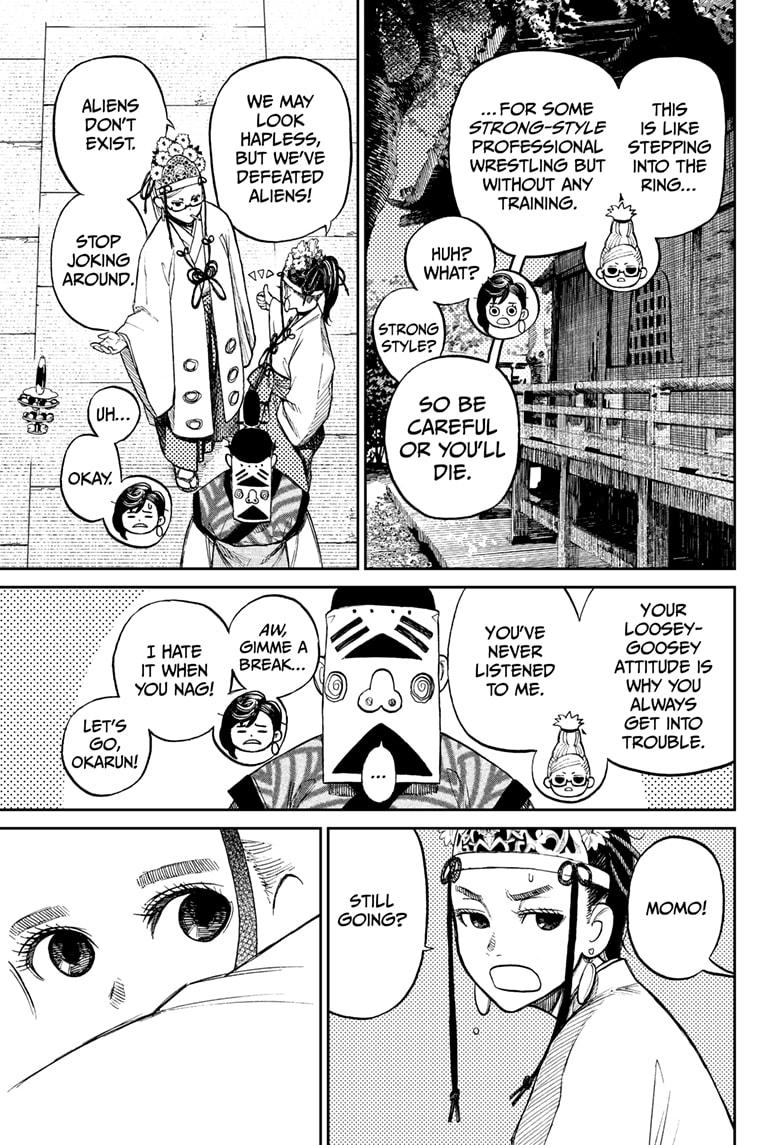 THIS
IS LIKE
STEPPING
INTO THE
RING...
...FOR SOME
STRONG-STYLE
PROFESSIONAL
WRESTLING BUT
WITHOUT ANY
TRAINING.
HUH?
WHAT?
STRONG
STYLE?
SO BE
CAREFUL
OR YOU'LL
DIE.
WE MAY
LOOK
HAPLESS,
BUT WE'VE
DEFEATED
ALIENS!
ALIENS
DON'T
EXIST.
STOP
JOKING
AROUND.
UH...
OKAY.
YOUR
LOOSEY-
GOOSEY
ATTITUDE IS
WHY YOU
ALWAYS
GET INTO
TROUBLE.
YOU'VE
NEVER
LISTENED
TO ME.
...
AW,
GIMME A
BREAK...
I HATE
IT WHEN
YOU NAG!
LET'S
GO,
OKARUN!
MOMO!
STILL
GOING?